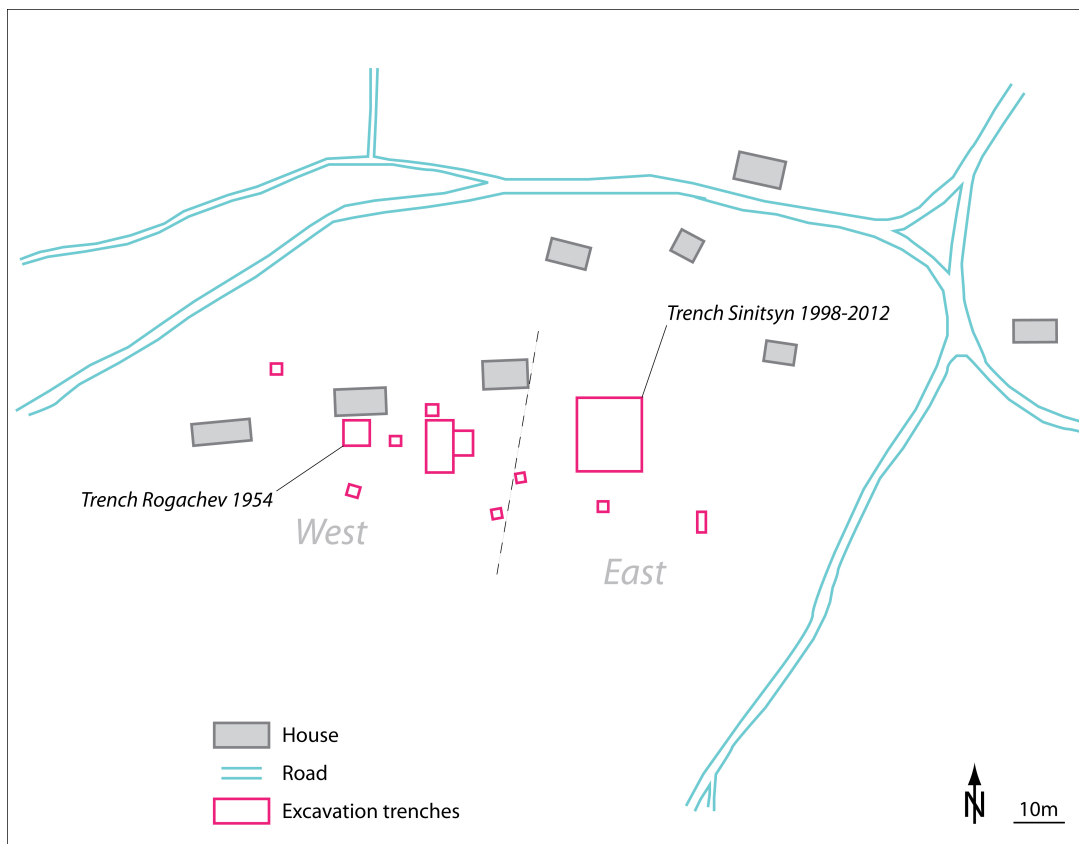 Trench Sinitsyn 1998-2012
Trench Rogachev 1954
West
East
House
Road
Excavation trenches
N
10m